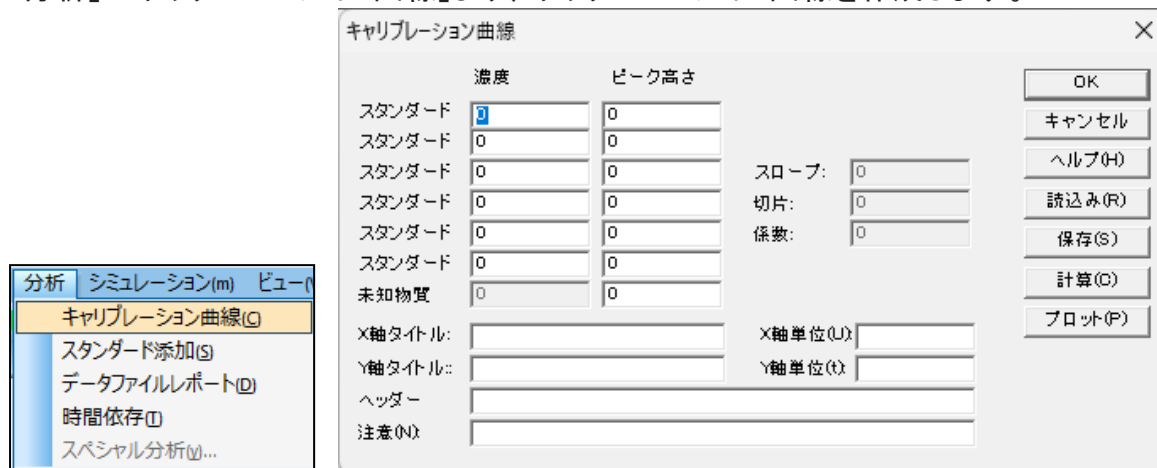 キャリブレーション曲線
濃度 ピーク高さ
スタンダード 0 0
スタンダード 0 0
スタンダード 0 0
スタンダード 0 0
スタンダード 0 0
スタンダード 0 0
未知物質 0 0
スロープ: 0
切片: 0
係数: 0
X軸タイトル: X軸単位(U):
Y軸タイトル:: Y軸単位(t):
ヘッダー
注意(N):
OK
キャンセル
ヘルプ(H)
読込み(R)
保存(S)
計算(C)
プロット(P)
分析 シミュレーション(m) ビュー(
キャリブレーション曲線(C)
スタンダード添加(S)
データファイルレポート(D)
時間依存(T)
スペシャル分析(v)...